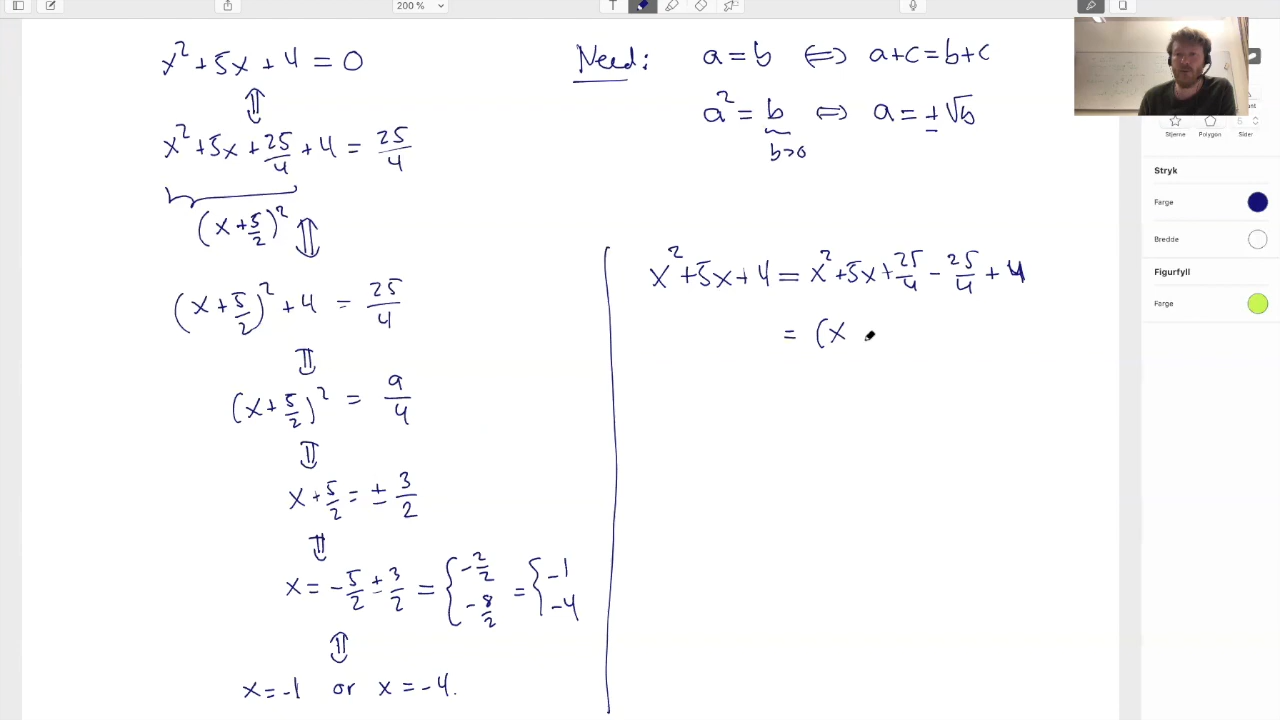 200 %
x² + 5x + 4 = 0
⇕
x² + 5x + 25/4 + 4 = 25/4
(x + 5/2)² ⇕
(x + 5/2)² + 4 = 25/4
⇕
(x + 5/2)² = 9/4
⇕
x + 5/2 = ± 3/2
⇕
x = -5/2 ± 3/2 = { -2/2 -8/2 = { -1 -4
⇕
x = -1 or x = -4.
Need: a = b ⟺ a + c = b + c
a² = b ⟺ a = ± √b
b > 0
x² + 5x + 4 = x² + 5x + 25/4 - 25/4 + 4
= (x
Stjerne Polygon Slider
Stryk
Farge
Bredde
Figurfyll
Farge